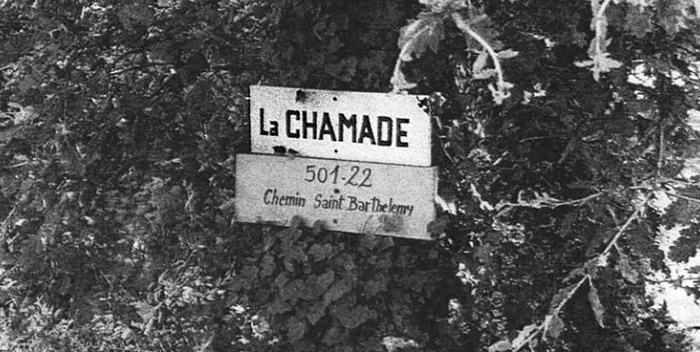 La CHAMADE
501-22
Chemin Saint Barthelemy